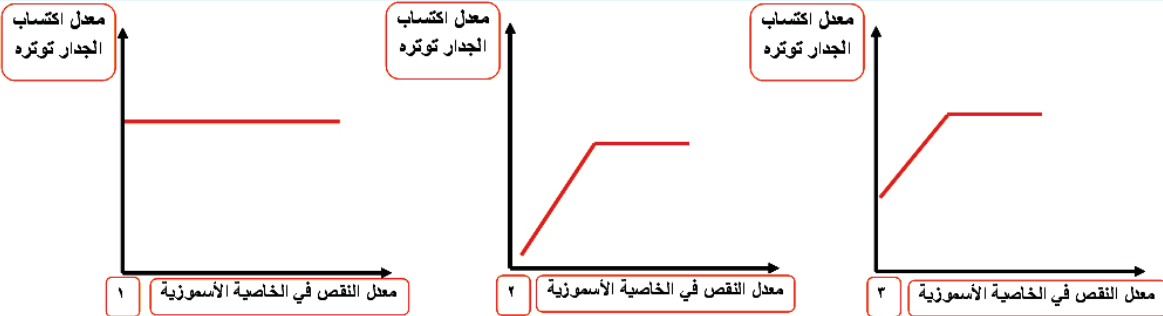 معدل اكتساب
الجدار توتره
معدل النقص في الخاصية الأسموزية
١
معدل اكتساب
الجدار توتره
معدل النقص في الخاصية الأسموزية
٢
معدل اكتساب
الجدار توتره
معدل النقص في الخاصية الأسموزية
٣